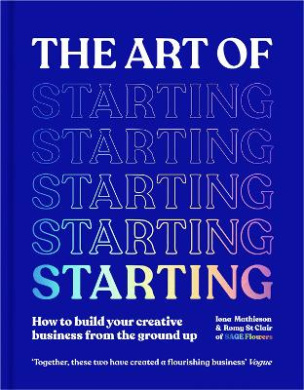 THE ART OF
STARTING
STARTING
STARTING
STARTING
STARTING
How to build your creative
business from the ground up
Iona Mathieson
& Romy St Clair
of SAGE Flowers
'Together, these two have created a flourishing business' Vogue